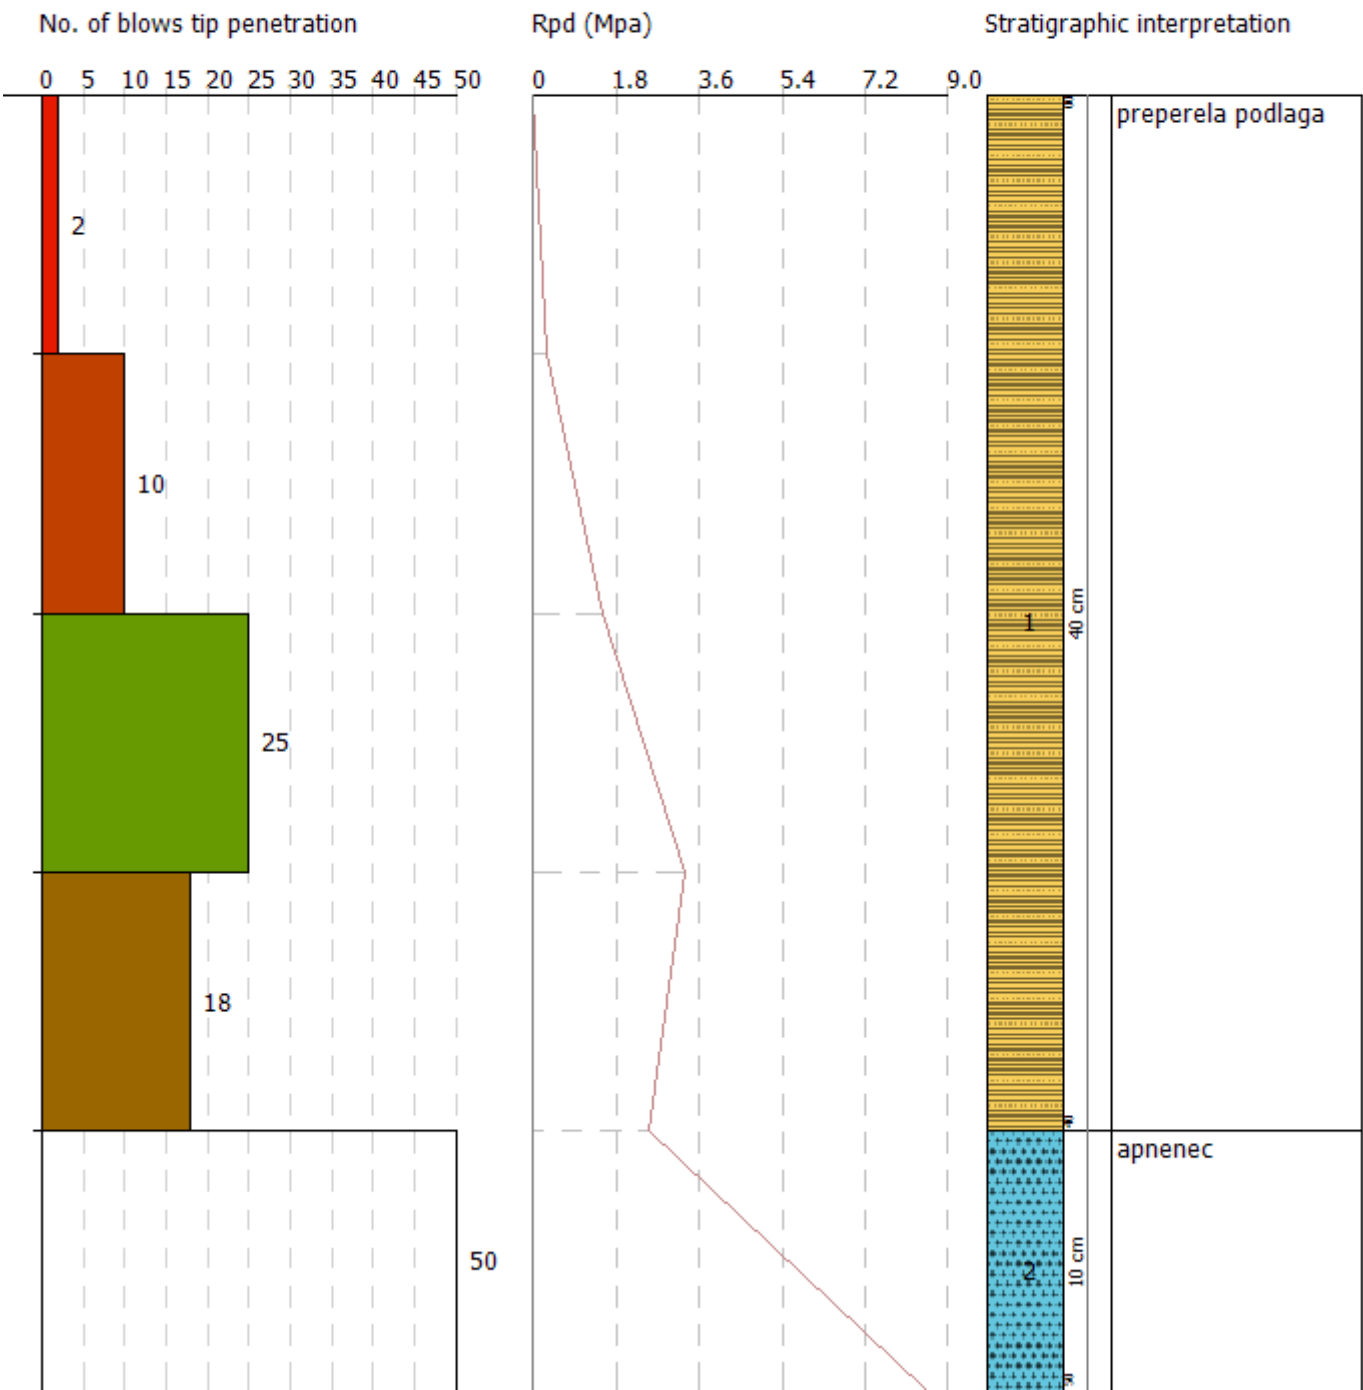 No. of blows tip penetration
Rpd (Mpa)
Stratigraphic interpretation
0 5 10 15 20 25 30 35 40 45 50
0 1.8 3.6 5.4 7.2 9.0
preperela podlaga
2
10
1
40 cm
25
18
apnenec
2
10 cm
50